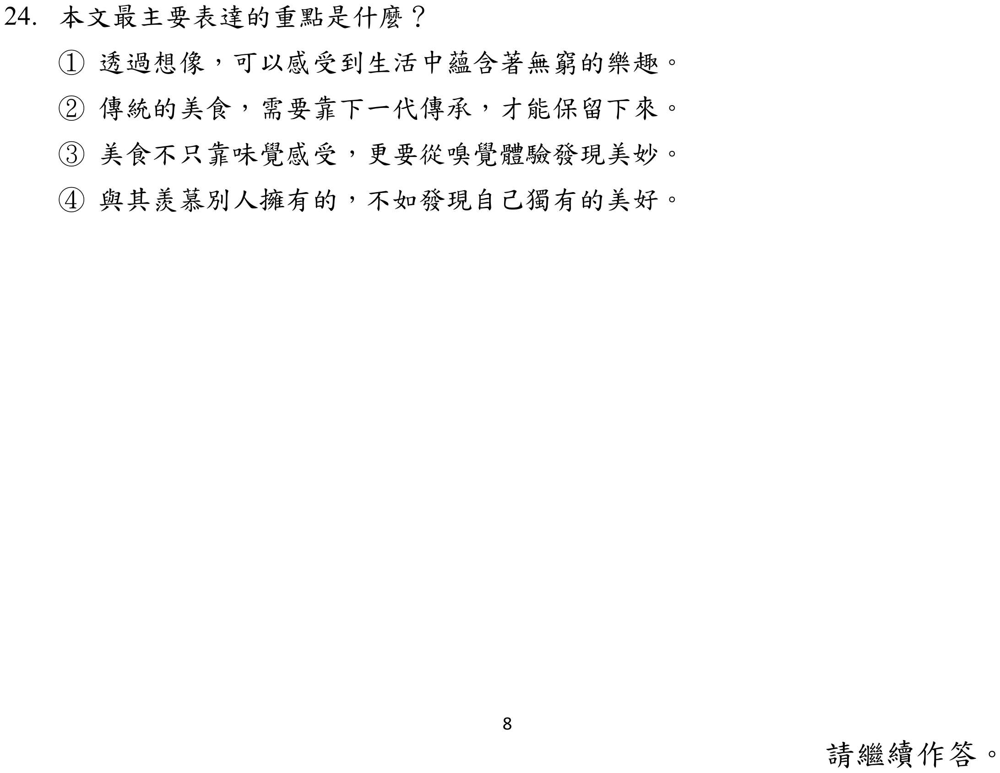 24. 本文最主要表達的重點是什麼？
① 透過想像，可以感受到生活中蘊含著無窮的樂趣。
② 傳統的美食，需要靠下一代傳承，才能保留下來。
③ 美食不只靠味覺感受，更要從嗅覺體驗發現美妙。
④ 與其羨慕別人擁有的，不如發現自己獨有的美好。
8
請繼續作答。